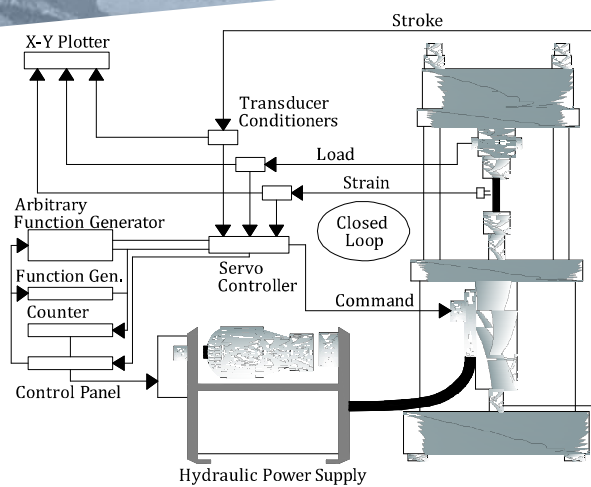 Stroke
X-Y Plotter
Transducer
Conditioners
Load
Strain
Arbitrary
Function Generator
Closed
Loop
Function Gen.
Servo
Controller
Counter
Command
Control Panel
Hydraulic Power Supply